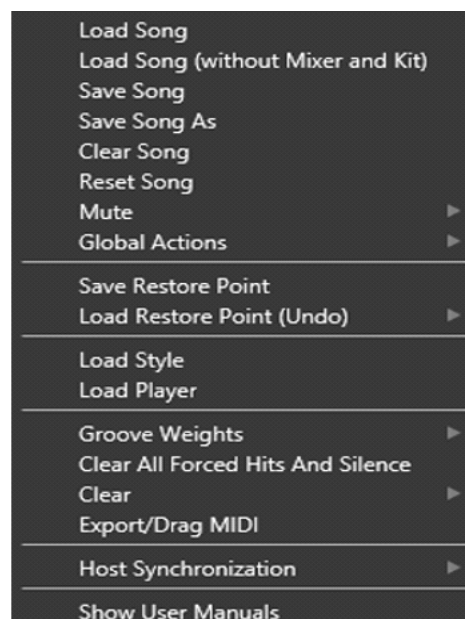 Load Song
Load Song (without Mixer and Kit)
Save Song
Save Song As
Clear Song
Reset Song
Mute
Global Actions
Save Restore Point
Load Restore Point (Undo)
Load Style
Load Player
Groove Weights
Clear All Forced Hits And Silence
Clear
Export/Drag MIDI
Host Synchronization
Show User Manuals